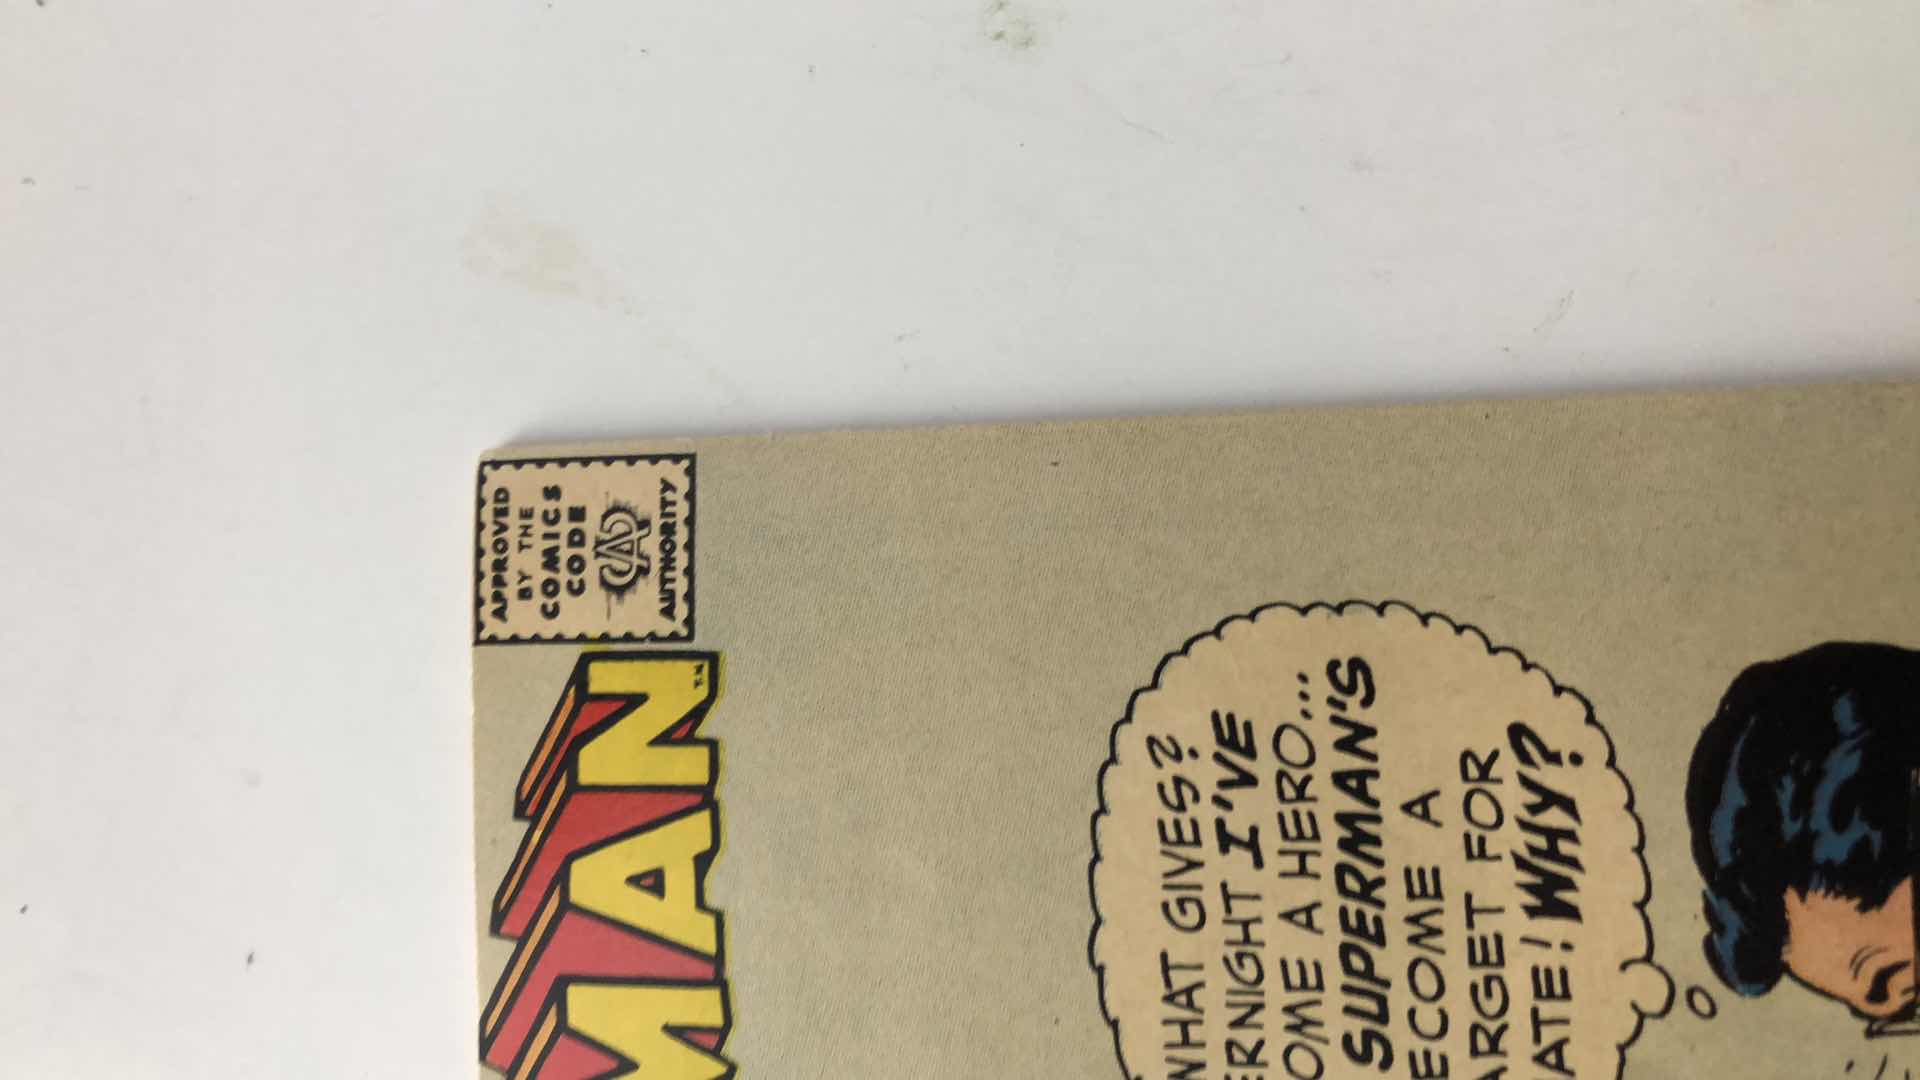 APPROVED
BY THE
COMICS
CODE
CA
AUTHORITY
MAN
TM
WHAT GIVES?
ERNIGHT I'VE
OME A HERO...
SUPERMAN'S
ECOME A
ARGET FOR
ATE! WHY?